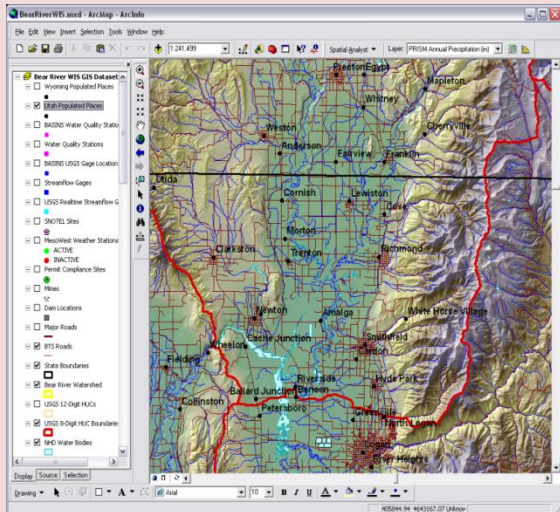 BearRiverWIS.mxd - ArcMap - ArcInfo
File Edit View Insert Selection Tools Window Help
1:241,499
Spatial Analyst
Layer: PRISM Annual Precipitation (in)
Bear River WIS GIS Dataset
Wyoming Populated Places
Utah Populated Places
BASINS Water Quality Statio
Water Quality Stations
BASINS USGS Gage Location
Streamflow Gages
USGS Realtime Streamflow G
SNOTEL Sites
MesoWest Weather Stations
ACTIVE
INACTIVE
Permit Compliance Sites
Mines
Dam Locations
Major Roads
BTS Roads
State Boundaries
Bear River Watershed
USGS 12-Digit HUCs
USGS 8-Digit HUC Boundaries
NHD Water Bodies
Display Source Selection
Preston Egypt
Mapleton
Whitney
Weston
Cherryville
Anderson
Fairview
Franklin
Cornish
Lewiston
Cove
Morton
Clarkston
Trenton
Richmond
Newton
Amalga
White Horse Village
Wheelon
Cache Junction
Smithfield
Fielding
Riverside
Hyde Park
Ballard Junction
Benson
Collinston
Petersboro
North Logan
Logan
River Heights
Drawing
A
Arial
10
B I U A